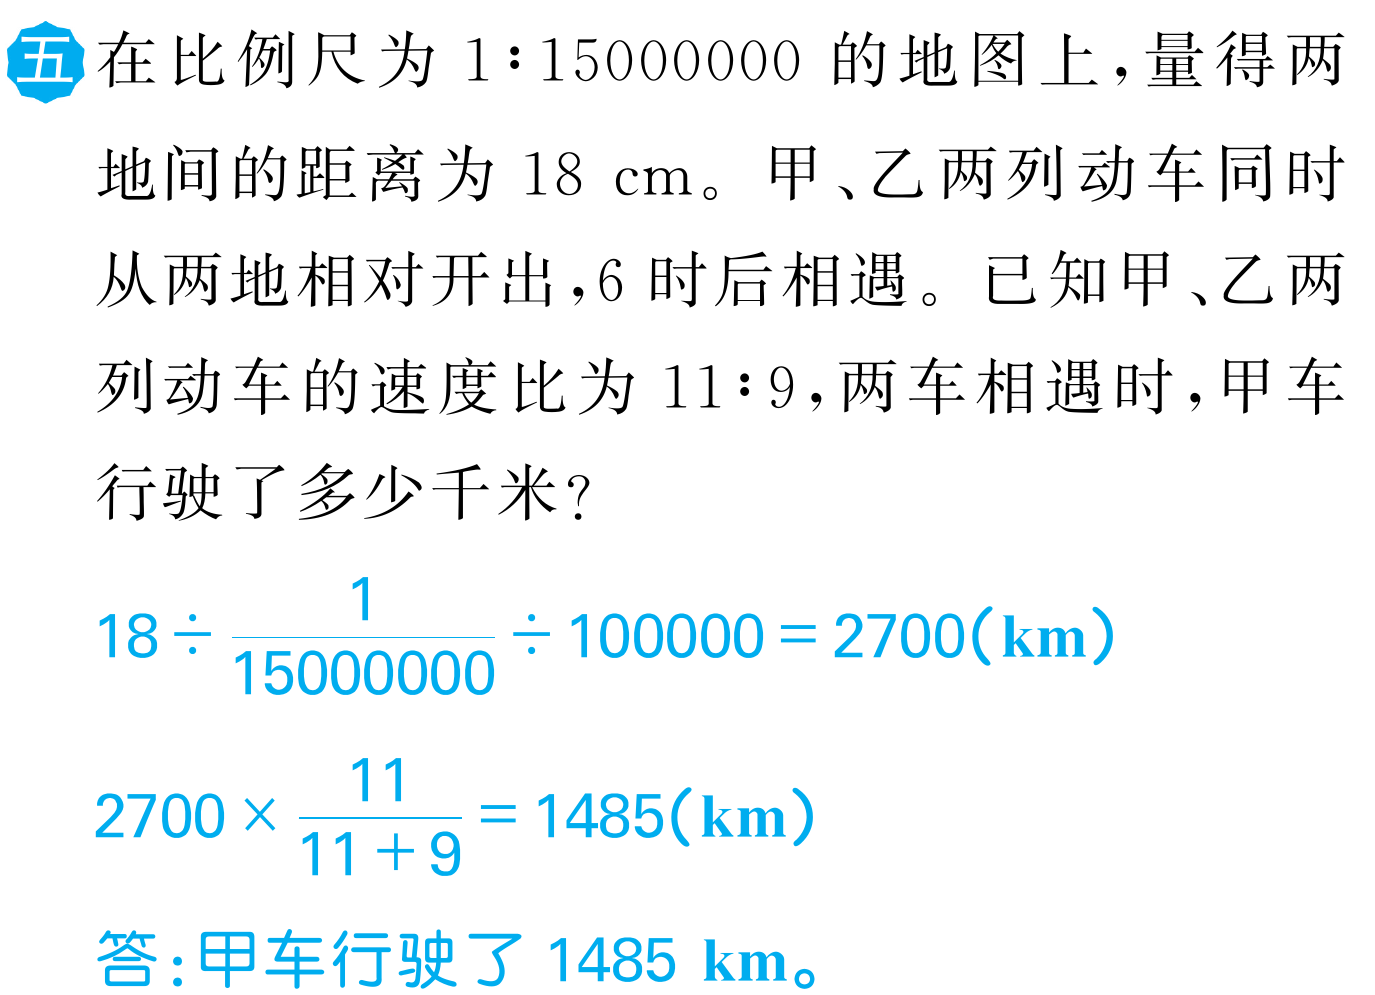 五 在比例尺为 1∶15000000 的地图上,量得两
地间的距离为 18 cm。甲、乙两列动车同时
从两地相对开出,6 时后相遇。已知甲、乙两
列动车的速度比为 11∶9,两车相遇时,甲车
行驶了多少千米?
18÷1/15000000÷100000=2700(km)
2700×11/(11+9)=1485(km)
答:甲车行驶了 1485 km。